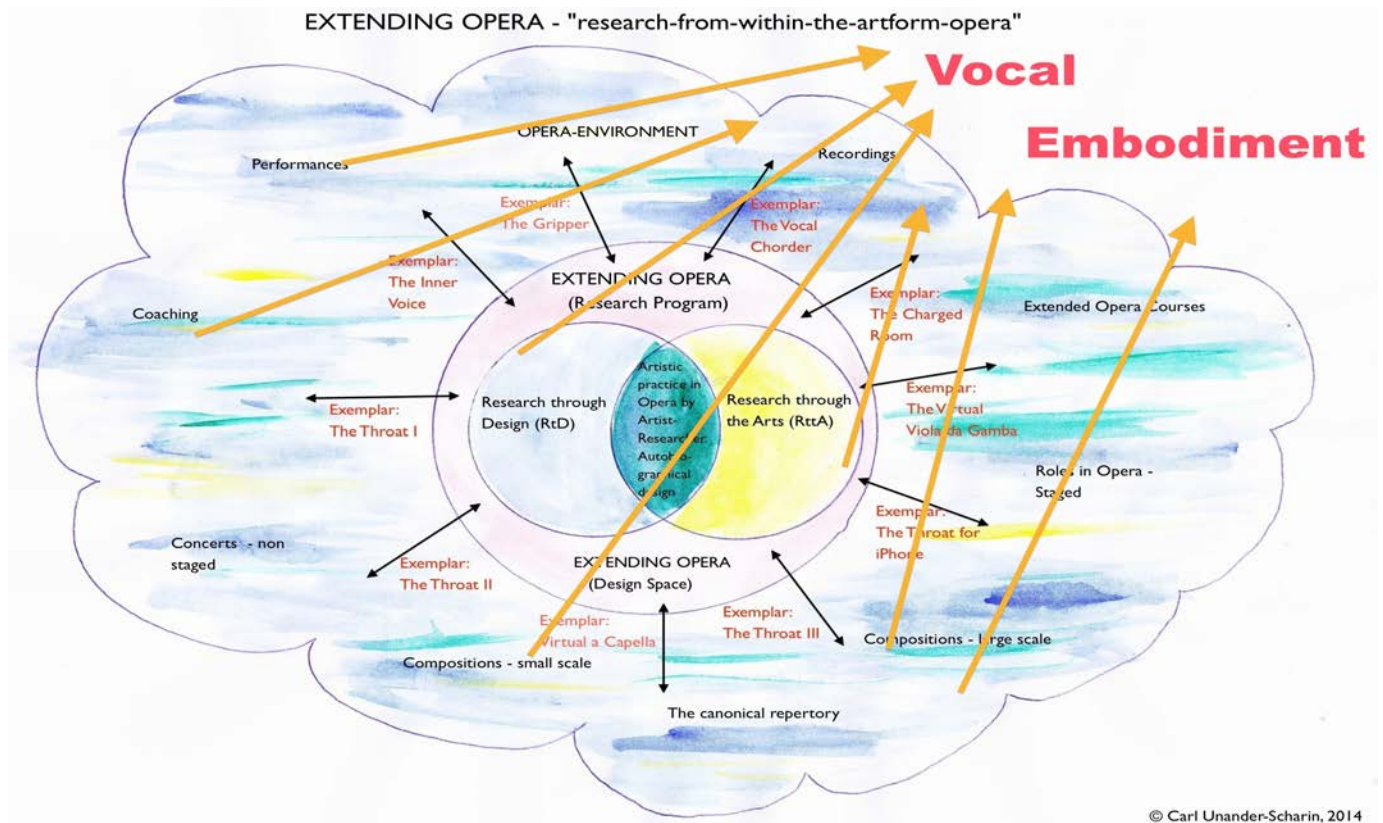 EXTENDING OPERA - "research-from-within-the-artform-opera"
Vocal
Embodiment
OPERA-ENVIRONMENT
Performances
Recordings
Exemplar:
The Gripper
Exemplar:
The Vocal
Chorder
Exemplar:
The Inner
Voice
EXTENDING OPERA
(Research Program)
Coaching
Exemplar:
The Charged
Room
Extended Opera Courses
Artistic
practice in
Opera by
Artist-
Researcher.
Autobio-
graphical
design
Research through
Design (RtD)
Research through
the Arts (RttA)
Exemplar:
The Throat I
Exemplar:
The Virtual
Viola da Gamba
Roles in Opera -
Staged
Exemplar:
The Throat for
iPhone
Concerts - non
staged
Exemplar:
The Throat II
EXTENDING OPERA
(Design Space)
Exemplar:
Virtual a Capella
Exemplar:
The Throat III
Compositions - small scale
Compositions - large scale
The canonical repertory
© Carl Unander-Scharin, 2014